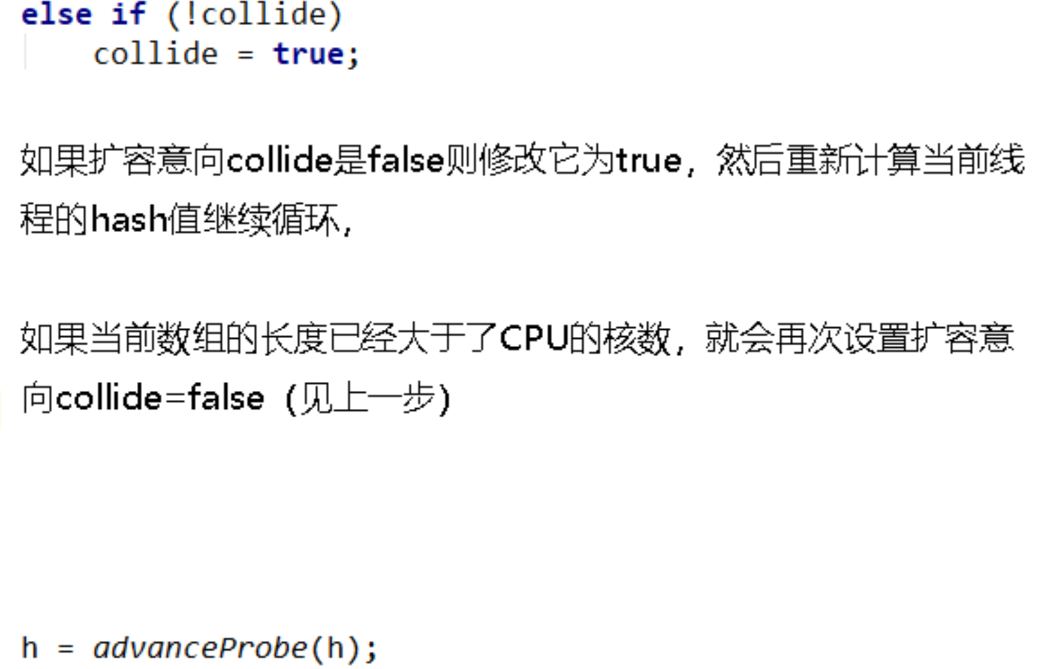 else if (!collide)
collide = true;
如果扩容意向collide是false则修改它为true，然后重新计算当前线
程的hash值继续循环，
如果当前数组的长度已经大于了CPU的核数，就会再次设置扩容意
向collide=false（见上一步）
h = advanceProbe(h);